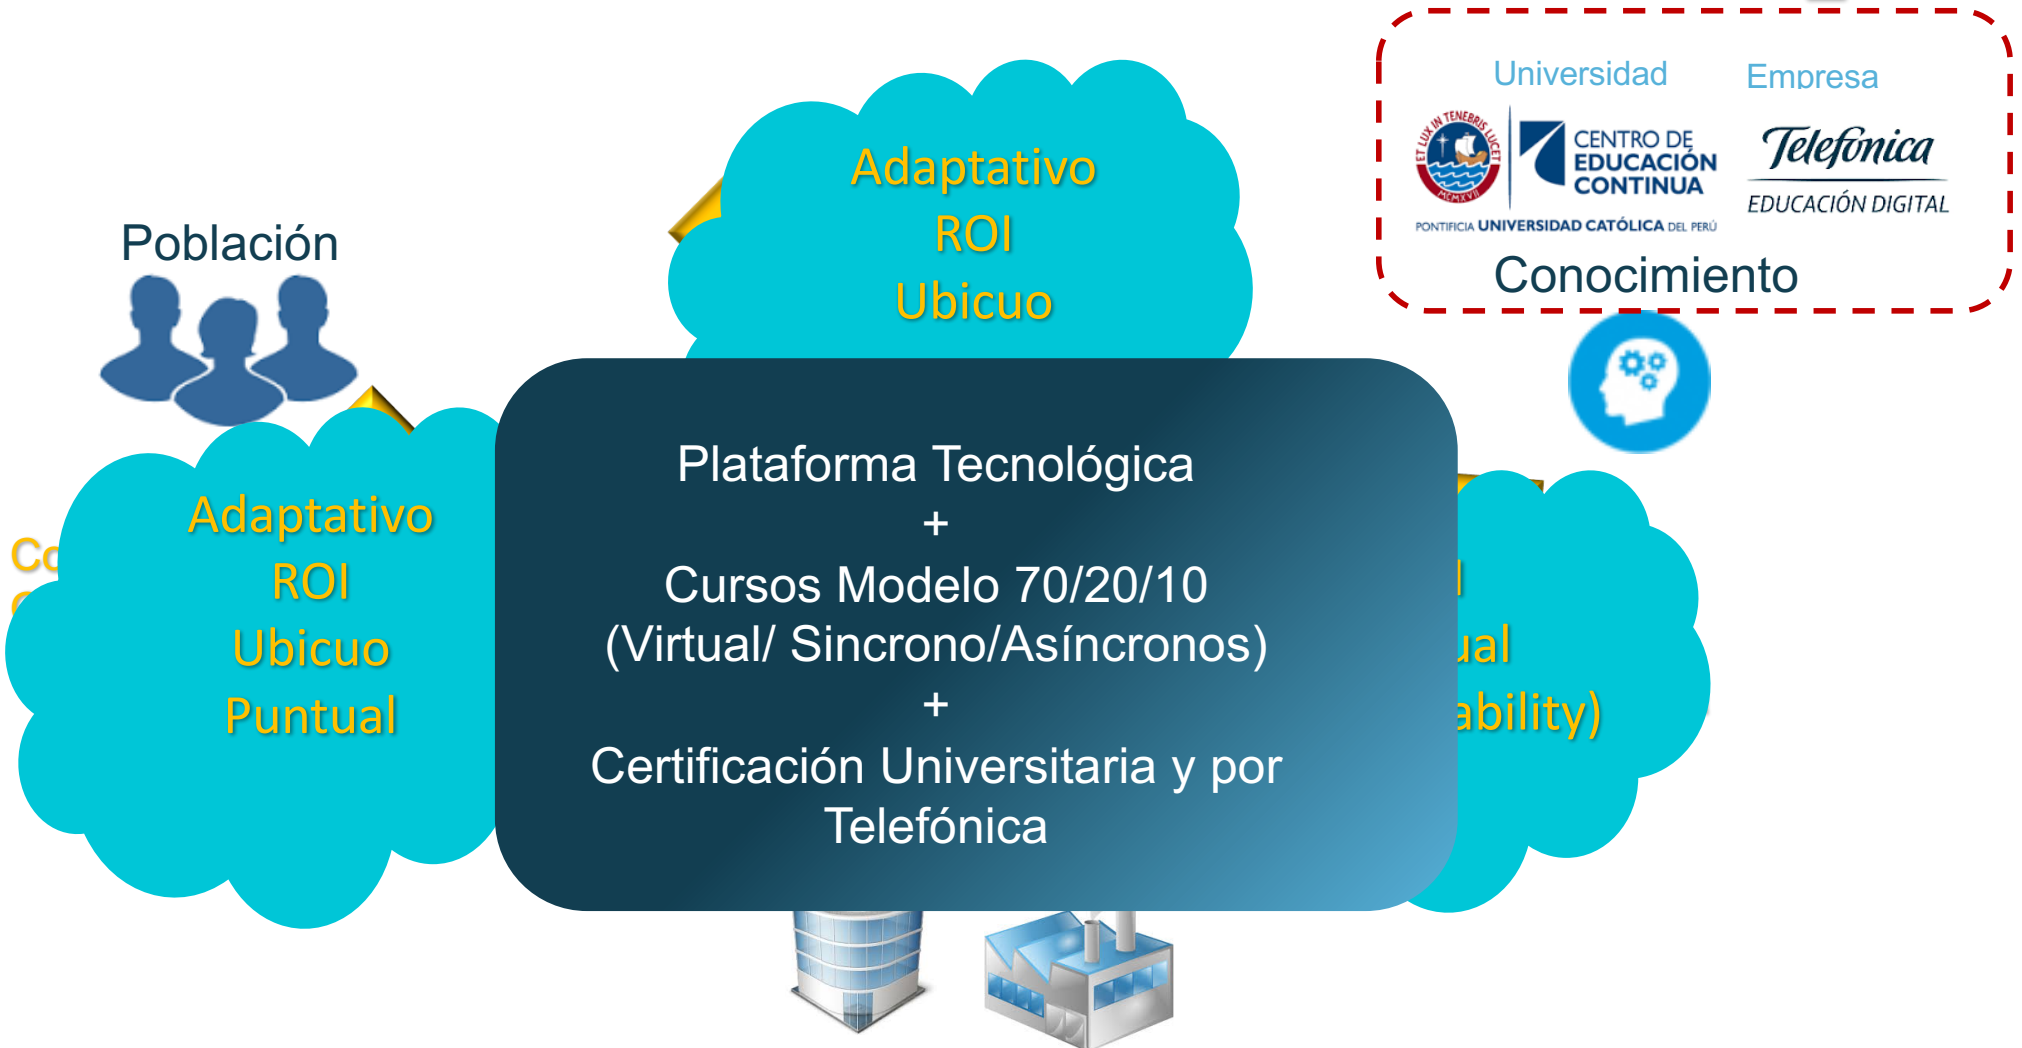 Universidad
Empresa
ET LUX IN TENEBRIS LUCET
MCMXVII
CENTRO DE
EDUCACIÓN
CONTINUA
PONTIFICIA UNIVERSIDAD CATÓLICA DEL PERÚ
Telefónica
EDUCACIÓN DIGITAL
Conocimiento
Población
Adaptativo
ROI
Ubicuo
Adaptativo
ROI
Ubicuo
Puntual
Plataforma Tecnológica
+
Cursos Modelo 70/20/10
(Virtual/ Sincrono/Asíncronos)
+
Certificación Universitaria y por
Telefónica